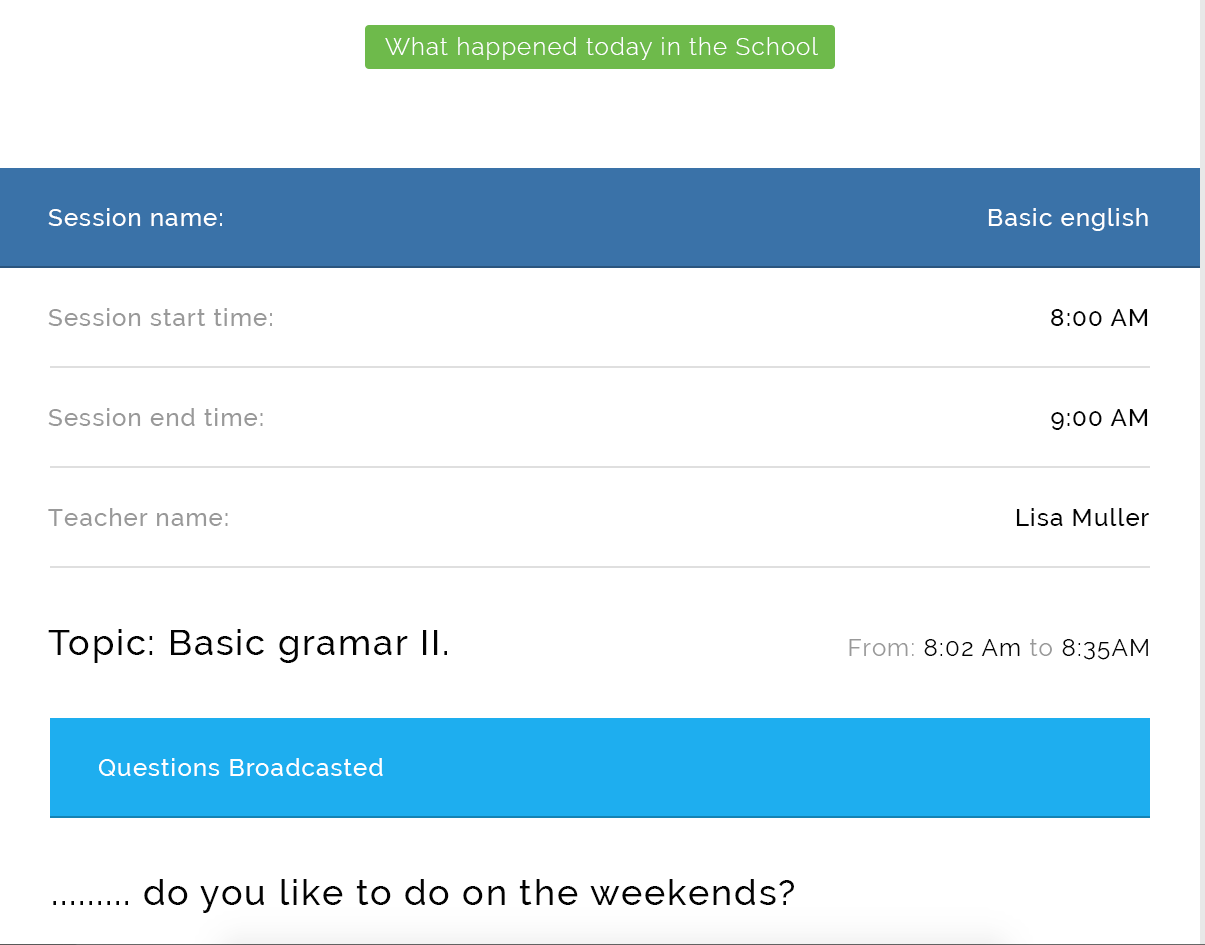 What happened today in the School
Session name: Basic english
Session start time: 8:00 AM
Session end time: 9:00 AM
Teacher name: Lisa Muller
Topic: Basic gramar II. From: 8:02 Am to 8:35AM
Questions Broadcasted
......... do you like to do on the weekends?